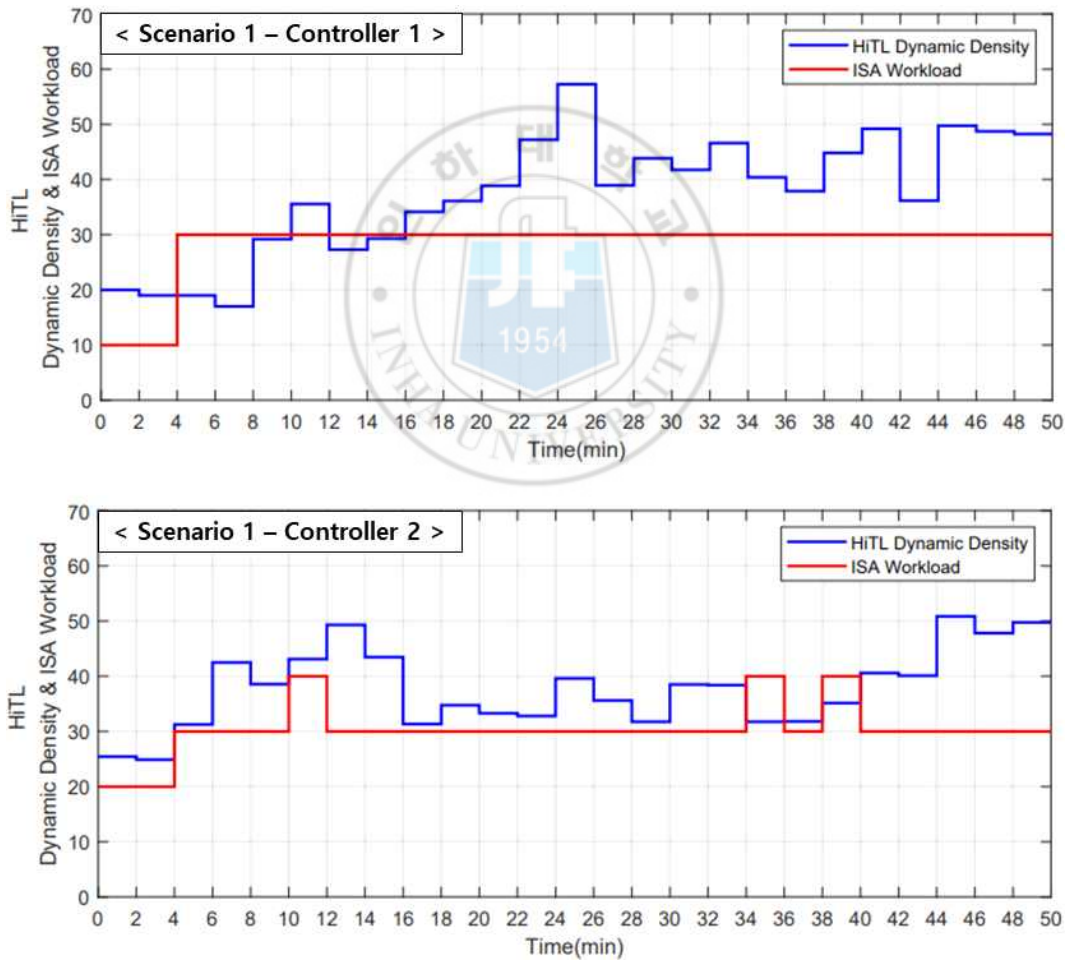 < Scenario 1 – Controller 1 >
HiTL Dynamic Density
ISA Workload
HiTL
Dynamic Density & ISA Workload
70
60
50
40
30
20
10
0
0 2 4 6 8 10 12 14 16 18 20 22 24 26 28 30 32 34 36 38 40 42 44 46 48 50
Time(min)
인하대학교
1954
INHA UNIVERSITY
< Scenario 1 – Controller 2 >
HiTL Dynamic Density
ISA Workload
HiTL
Dynamic Density & ISA Workload
70
60
50
40
30
20
10
0
0 2 4 6 8 10 12 14 16 18 20 22 24 26 28 30 32 34 36 38 40 42 44 46 48 50
Time(min)